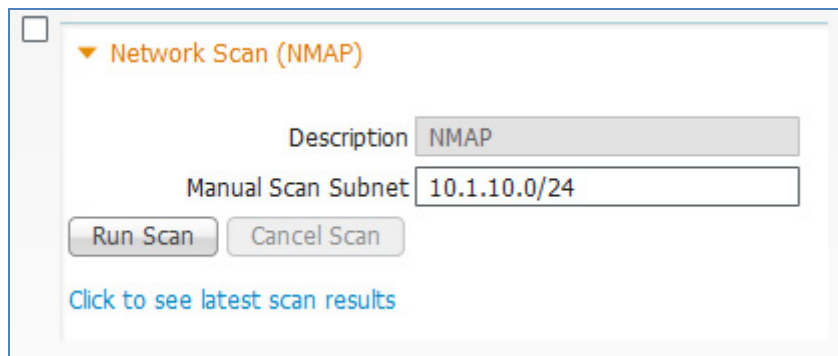 Network Scan (NMAP)
Description NMAP
Manual Scan Subnet 10.1.10.0/24
Run Scan Cancel Scan
Click to see latest scan results